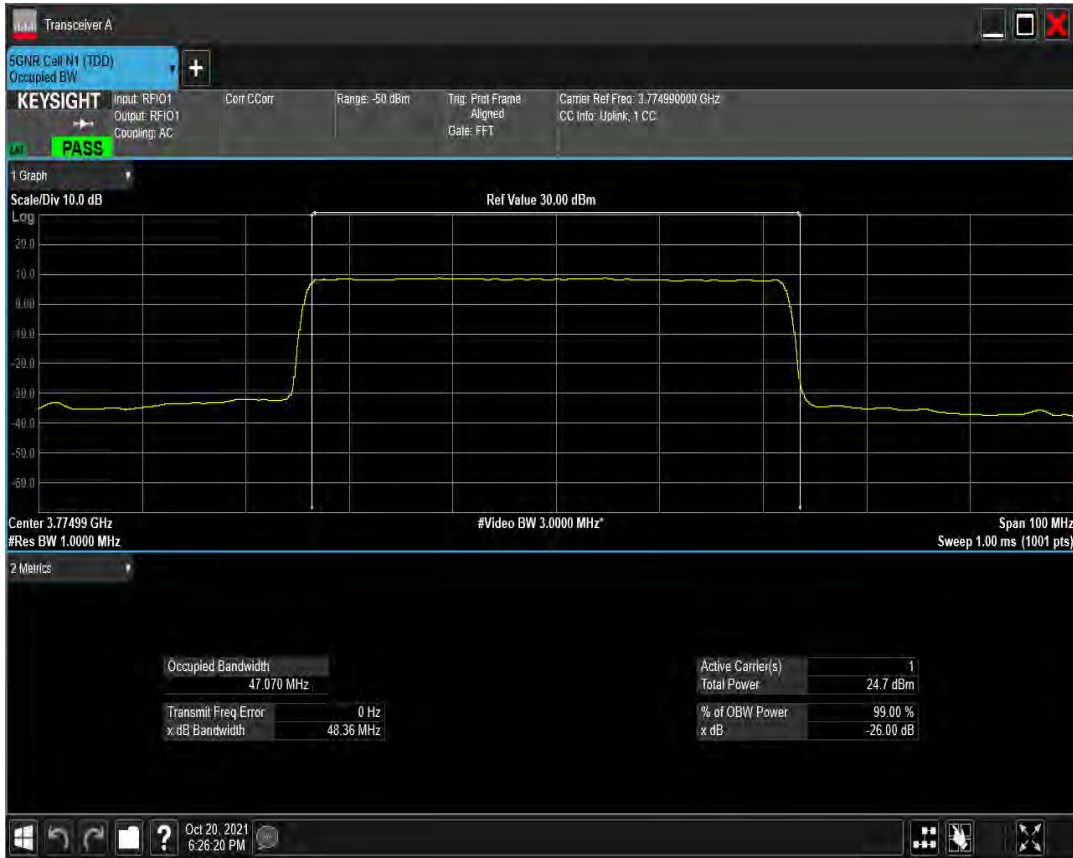 Transceiver A
5GNR Cell N1 (TDD)
Occupied BW
+
KEYSIGHT
Input: RFIO1
Output: RFIO1
Coupling: AC
Corr CCorr
Range: -50 dBm
Trig: Prot Frame
Aligned
Gate: FFT
Carrier Ref Freq: 3.774990000 GHz
CC Info: Uplink, 1 CC
PASS
1 Graph
Scale/Div 10.0 dB
Ref Value 30.00 dBm
Log
20.0
10.0
0.00
-10.0
-20.0
-30.0
-40.0
-50.0
-60.0
Center 3.77499 GHz
#Video BW 3.0000 MHz*
Span 100 MHz
#Res BW 1.0000 MHz
Sweep 1.00 ms (1001 pts)
2 Metrics
Occupied Bandwidth
47.070 MHz
Transmit Freq Error 0 Hz
x dB Bandwidth 48.36 MHz
Active Carrier(s) 1
Total Power 24.7 dBm
% of OBW Power 99.00 %
x dB -26.00 dB
?
Oct 20, 2021
6:26:20 PM